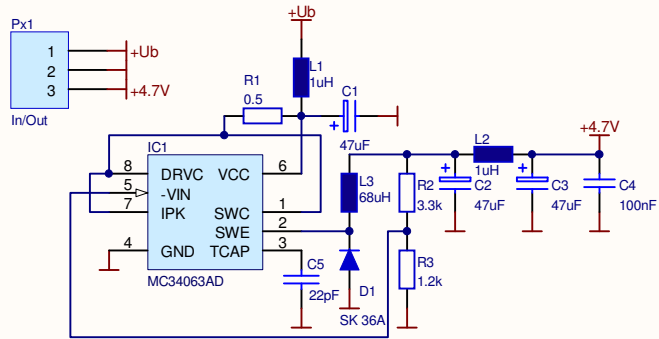 Px1
1 +Ub
2
3 +4.7V
In/Out
+Ub
L1
1uH
R1
0.5
C1
+
47uF
IC1
8 DRVC VCC 6
5 -VIN
7 IPK SWC 1
SWE 2
4 GND TCAP 3
MC34063AD
L3
68uH
R2
3.3k
R3
1.2k
+
C2
47uF
L2
1uH
+
C3
47uF
+4.7V
C4
100nF
C5
22pF
D1
SK 36A